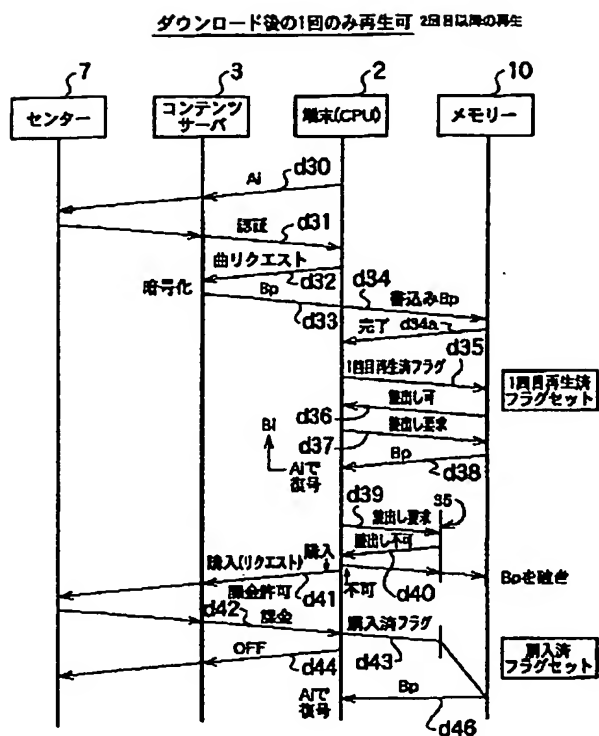 ダウンロード後の1回のみ再生可 2回目以降の再生
7
3
2
10
センター
コンテンツ
サーバ
端末(CPU)
メモリー
Ai
d30
認証
d31
曲リクエスト
d32
d34
暗号化
Bp
d33
書込みBp
完了
d34a
d35
1回目再生済フラグ
1回目再生済
フラグセット
読出し可
d36
Bi
読出し要求
d37
Bp
d38
Aiで
復号
d39
読出し要求
35
読出し不可
購入
購入(リクエスト)
課金許可
d41
不可
d40
Bpを
d42
課金
購入済フラグ
OFF
d44
d43
購入済
フラグセット
Aiで
復号
Bp
d46